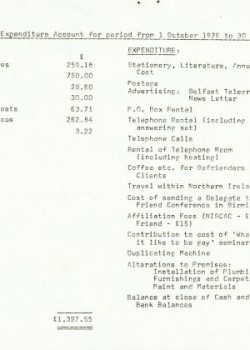 Expenditure Account for period from 1 October 1976 to 30
EXPENDITURE:
£
es 259.16 Stationery, Literature, Annu
750.00 Cost
20.60 Postage
30.00 Advertising: Belfast Telegr
News Letter
osts 63.71 P.O. Box Rental
ces 262.84 Telephone Rental (including
answering set)
3.22 Telephone Calls
Rental of Telephone Room
(including heating)
Coffee etc. for Befrienders
Clients
Travel within Northern Irela
Cost of sending a Delegate t
Friend Conference in Birmi
Affiliation Fees (NISCAC - £
Friend - £15)
Contribution to cost of 'Wha
it like to be gay' seminar
Duplicating Machine
Alterations to Premises:
Installation of Plumbi
Furnishings and Carpet
Paint and Materials
Balance at close of Cash and
Bank Balances
£1,397.55